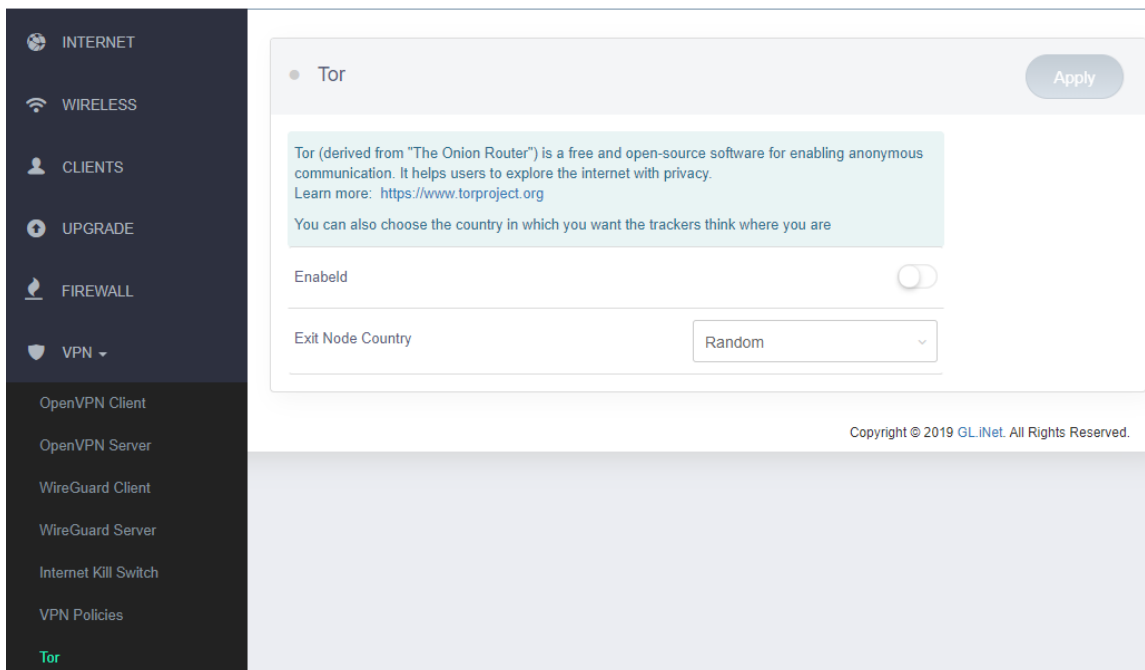 INTERNET
WIRELESS
CLIENTS
UPGRADE
FIREWALL
VPN
OpenVPN Client
OpenVPN Server
WireGuard Client
WireGuard Server
Internet Kill Switch
VPN Policies
Tor
Tor
Apply
Tor (derived from "The Onion Router") is a free and open-source software for enabling anonymous
communication. It helps users to explore the internet with privacy.
Learn more: https://www.torproject.org
You can also choose the country in which you want the trackers think where you are
Enabeld
Exit Node Country
Random
Copyright © 2019 GL.iNet. All Rights Reserved.